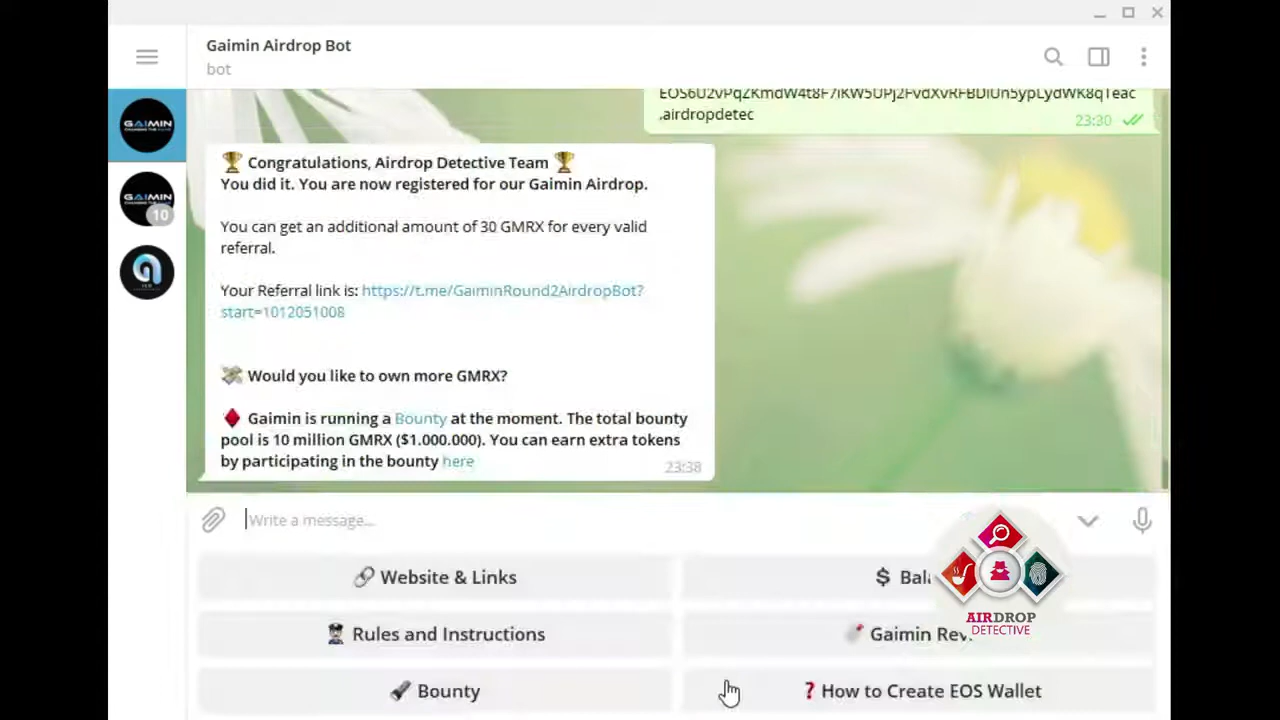 Gaimin Airdrop Bot
bot
,airdropdetec
23:30
GAIMIN
GAIMIN
10
🏆 Congratulations, Airdrop Detective Team 🏆
You did it. You are now registered for our Gaimin Airdrop.
You can get an additional amount of 30 GMRX for every valid
referral.
Your Referral link is: https://t.me/GaiminRound2AirdropBot?
start=1012051008
💸 Would you like to own more GMRX?
♦️ Gaimin is running a Bounty at the moment. The total bounty
pool is 10 million GMRX ($1.000.000). You can earn extra tokens
by participating in the bounty here
23:38
Write a message...
🔗 Website & Links
$ Bal
Rules and Instructions
Gaimin Rev
Bounty
❓ How to Create EOS Wallet
AIRDROP
DETECTIVE